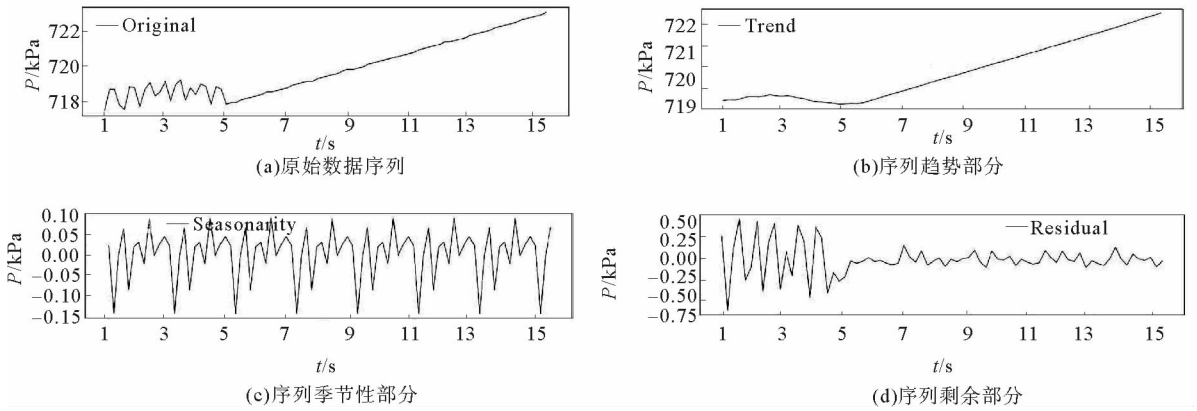 P/kPa
722
720
718
Original
1 3 5 7 9 11 13 15
t/s
(a)原始数据序列
P/kPa
722
722
720
720
719
Trend
1 3 5 7 9 11 13 15
t/s
(b)序列趋势部分
P/kPa
0.10
0.05
0.00
−0.05
−0.10
−0.15
Seasonarity
1 3 5 7 9 11 13 15
t/s
(c)序列季节性部分
P/kPa
0.50
0.25
−0.00
−0.25
−0.50
−0.75
Residual
1 3 5 7 9 11 13 15
t/s
(d)序列剩余部分